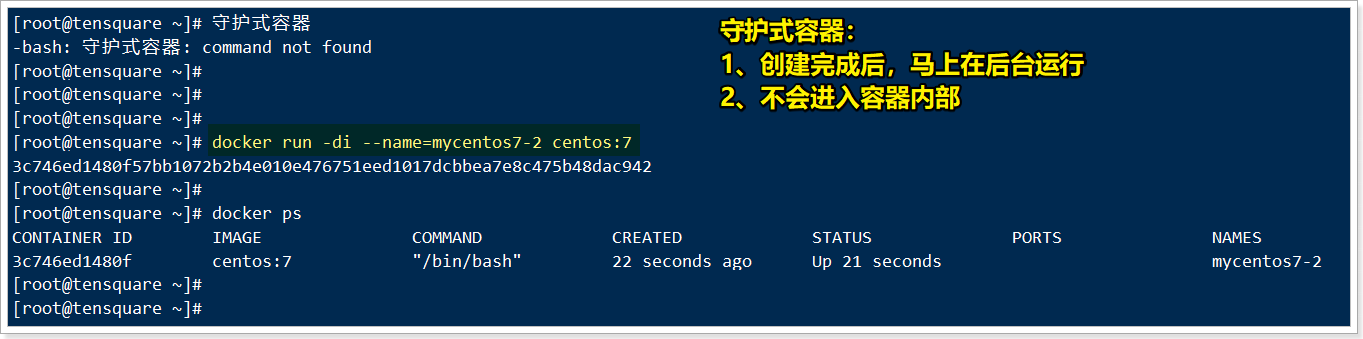 [root@tensquare ~]# 守护式容器
-bash: 守护式容器: command not found
[root@tensquare ~]#
[root@tensquare ~]#
[root@tensquare ~]#
[root@tensquare ~]# docker run -di --name=mycentos7-2 centos:7
3c746ed1480f57bb1072b2b4e010e476751eed1017dcbbea7e8c475b48dac942
[root@tensquare ~]#
[root@tensquare ~]# docker ps
CONTAINER ID IMAGE COMMAND CREATED STATUS PORTS NAMES
3c746ed1480f centos:7 "/bin/bash" 22 seconds ago Up 21 seconds mycentos7-2
[root@tensquare ~]#
[root@tensquare ~]#
守护式容器：
1、创建完成后，马上在后台运行
2、不会进入容器内部